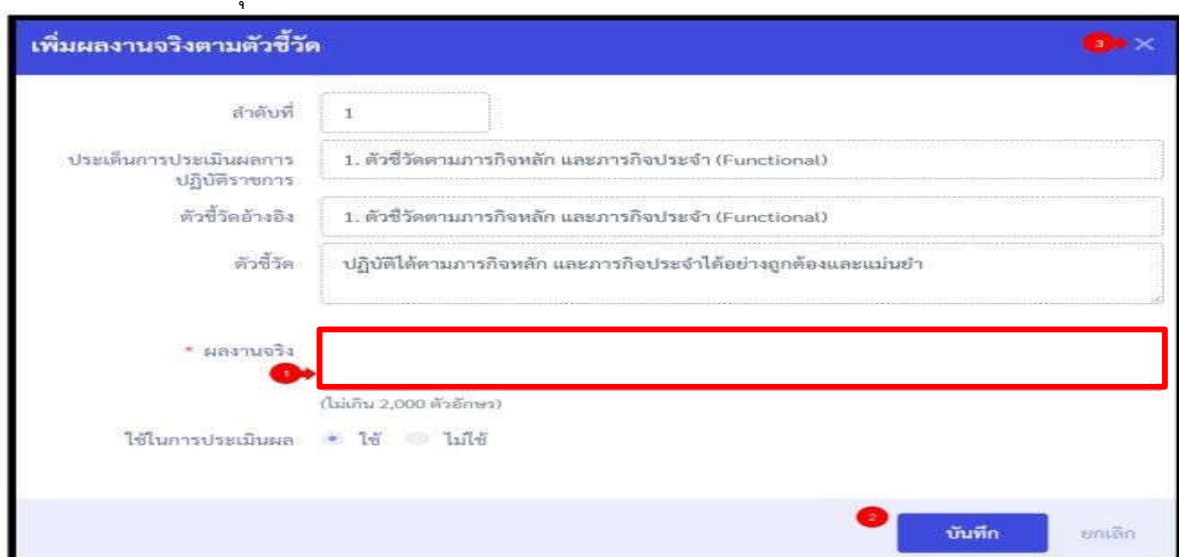 เพิ่มผลงานจริงตามตัวชี้วัด
3
ลำดับที่
1
ประเด็นการประเมินผลการ
ปฏิบัติราชการ
1. ตัวชี้วัดตามภารกิจหลัก และภารกิจประจำ (Functional)
ตัวชี้วัดอ้างอิง
1. ตัวชี้วัดตามภารกิจหลัก และภารกิจประจำ (Functional)
ตัวชี้วัด
ปฏิบัติได้ตามภารกิจหลัก และภารกิจประจำได้อย่างถูกต้องและแม่นยำ
* ผลงานจริง
1
(ไม่เกิน 2,000 ตัวอักษร)
ใช้ในการประเมินผล ใช้ ไม่ใช้
2
บันทึก ยกเลิก